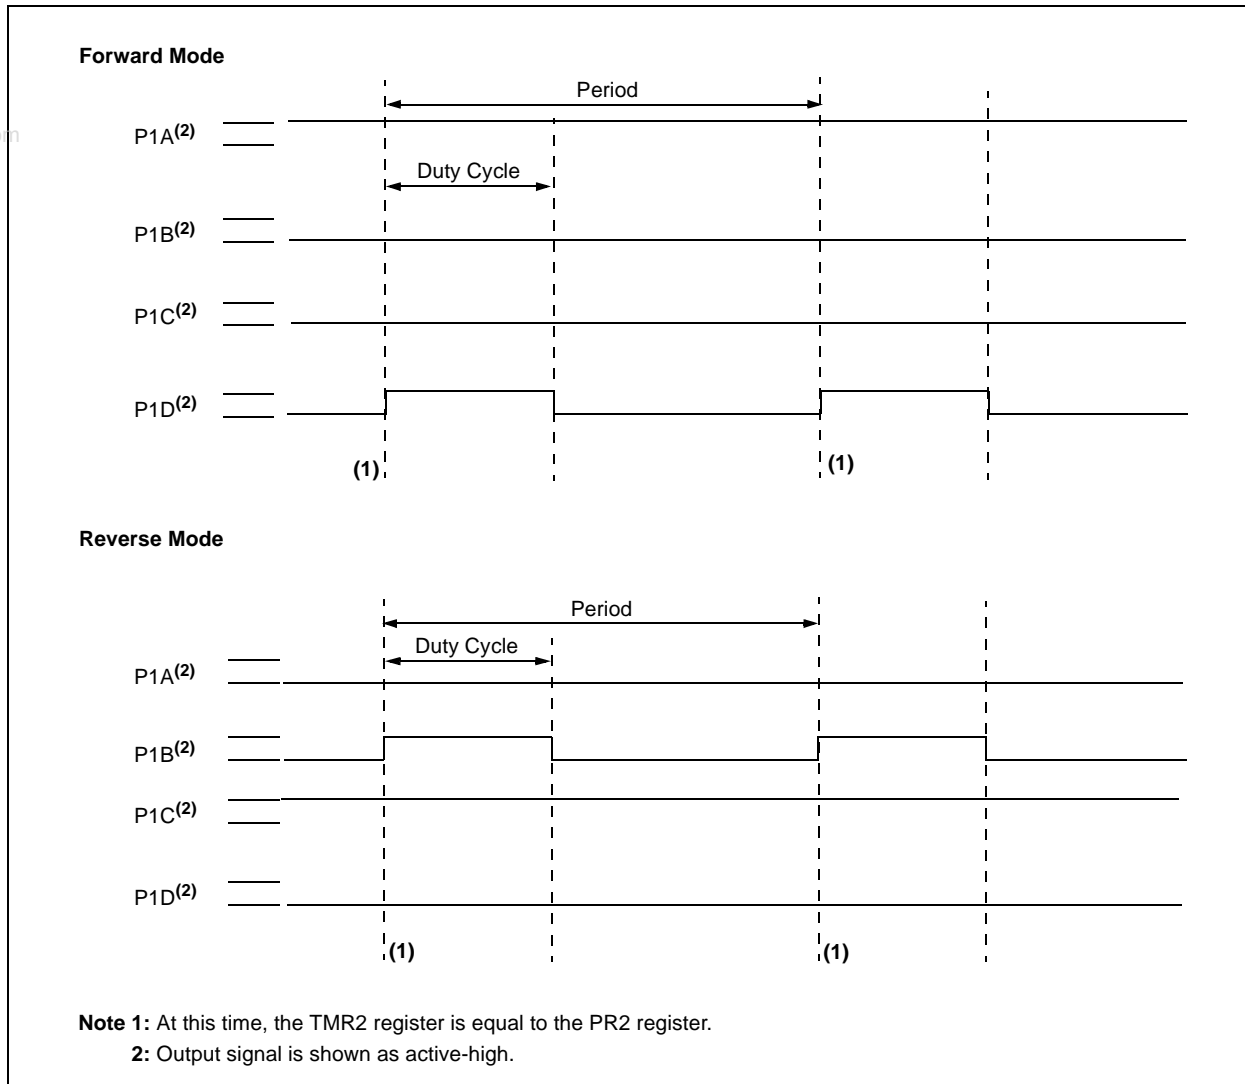 Forward Mode
Period
om
P1A(2)
Duty Cycle
P1B(2)
P1C(2)
P1D(2)
(1)
(1)
Reverse Mode
Period
Duty Cycle
P1A(2)
P1B(2)
P1C(2)
P1D(2)
(1)
(1)
Note 1: At this time, the TMR2 register is equal to the PR2 register.
2: Output signal is shown as active-high.